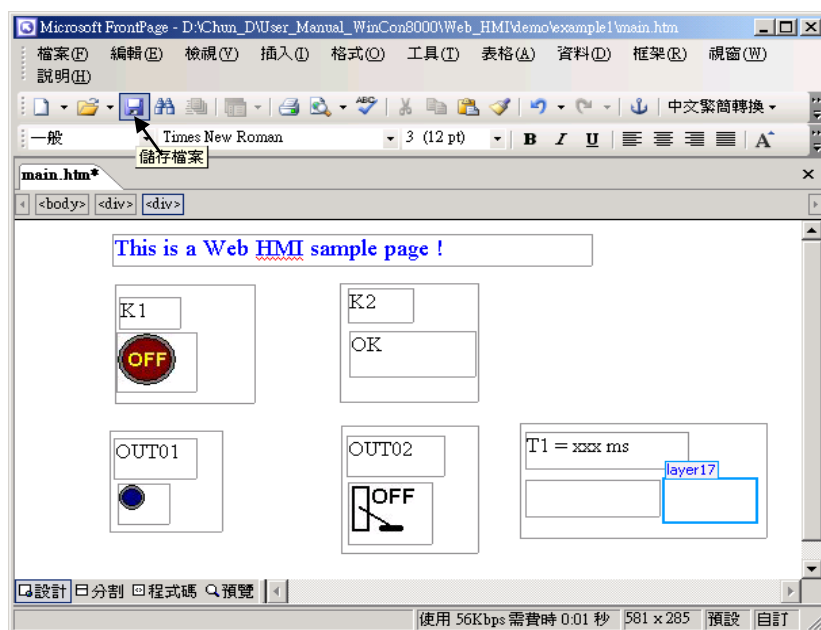 Microsoft FrontPage - D:\Chun_D\User_Manual_WinCon8000\Web_HMI\demo\example1\main.htm
檔案(F) 編輯(E) 檢視(V) 插入(I) 格式(O) 工具(T) 表格(A) 資料(D) 框架(R) 視窗(W)
說明(H)
ABC 中文繁簡轉換
一般 Times New Roman 3 (12 pt) B I U A
儲存檔案
main.htm*
<body> <div> <div>
This is a Web HMI sample page !
K1
OFF
K2
OK
OUT01
OUT02
OFF
T1 = xxx ms
layer17
設計 分割 程式碼 預覽
使用 56Kbps 需費時 0:01 秒 581 x 285 預設 自訂